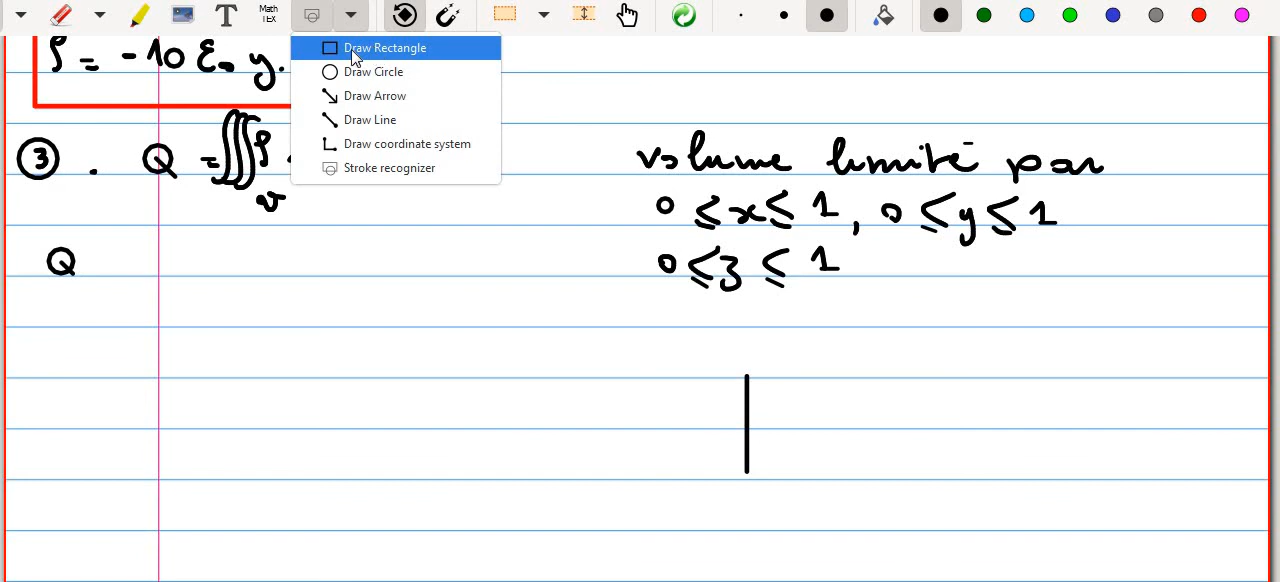 Math
TEX
T
Draw Rectangle
Draw Circle
Draw Arrow
Draw Line
Draw coordinate system
Stroke recognizer
ρ = -10 ε₀ y.
③ . Q = ∭ρ
v
Q
volume limité par
0 ≤ x ≤ 1, 0 ≤ y ≤ 1
0 ≤ z ≤ 1